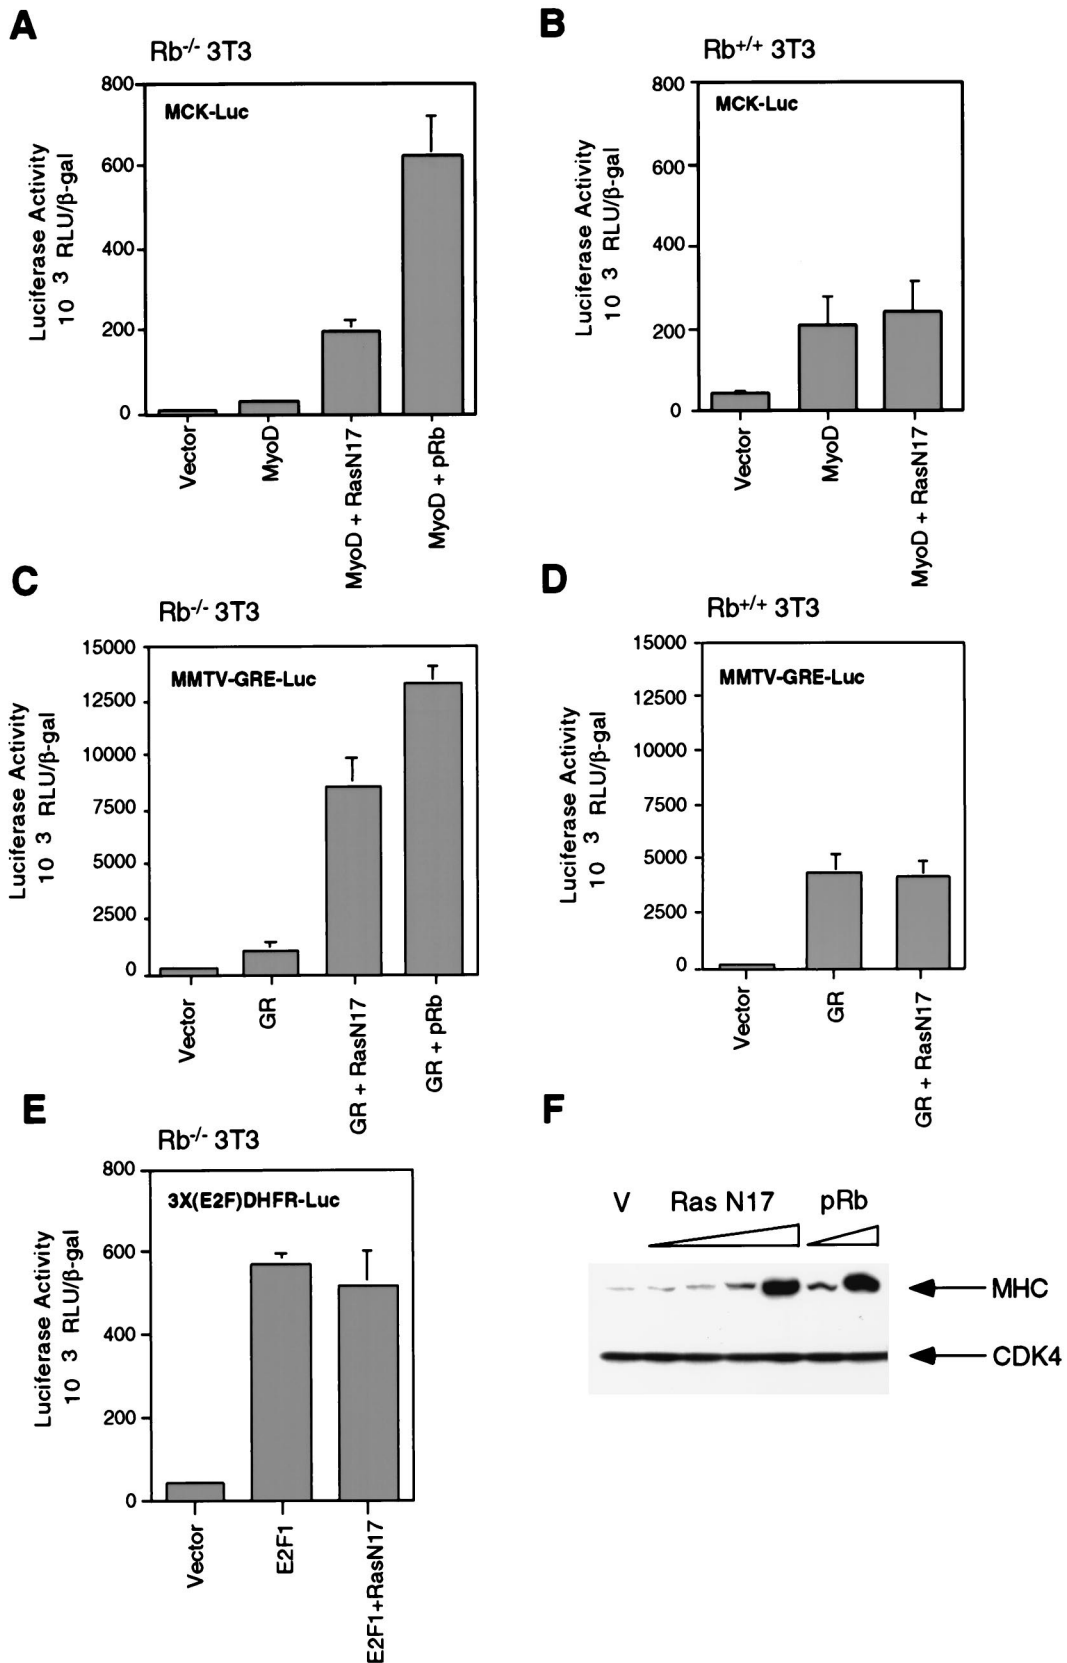 A
Rb-/- 3T3
MCK-Luc
Luciferase Activity
10 3 RLU/β-gal
800
600
400
200
0
Vector
MyoD
MyoD + RasN17
MyoD + pRb
B
Rb+/+ 3T3
MCK-Luc
Luciferase Activity
10 3 RLU/β-gal
800
600
400
200
0
Vector
MyoD
MyoD + RasN17
C
Rb-/- 3T3
MMTV-GRE-Luc
Luciferase Activity
10 3 RLU/β-gal
15000
12500
10000
7500
5000
2500
0
Vector
GR
GR + RasN17
GR + pRb
D
Rb+/+ 3T3
MMTV-GRE-Luc
Luciferase Activity
10 3 RLU/β-gal
15000
12500
10000
7500
5000
2500
0
Vector
GR
GR + RasN17
E
Rb-/- 3T3
3X(E2F)DHFR-Luc
Luciferase Activity
10 3 RLU/β-gal
800
600
400
200
0
Vector
E2F1
E2F1+RasN17
F
V Ras N17 pRb
MHC
CDK4